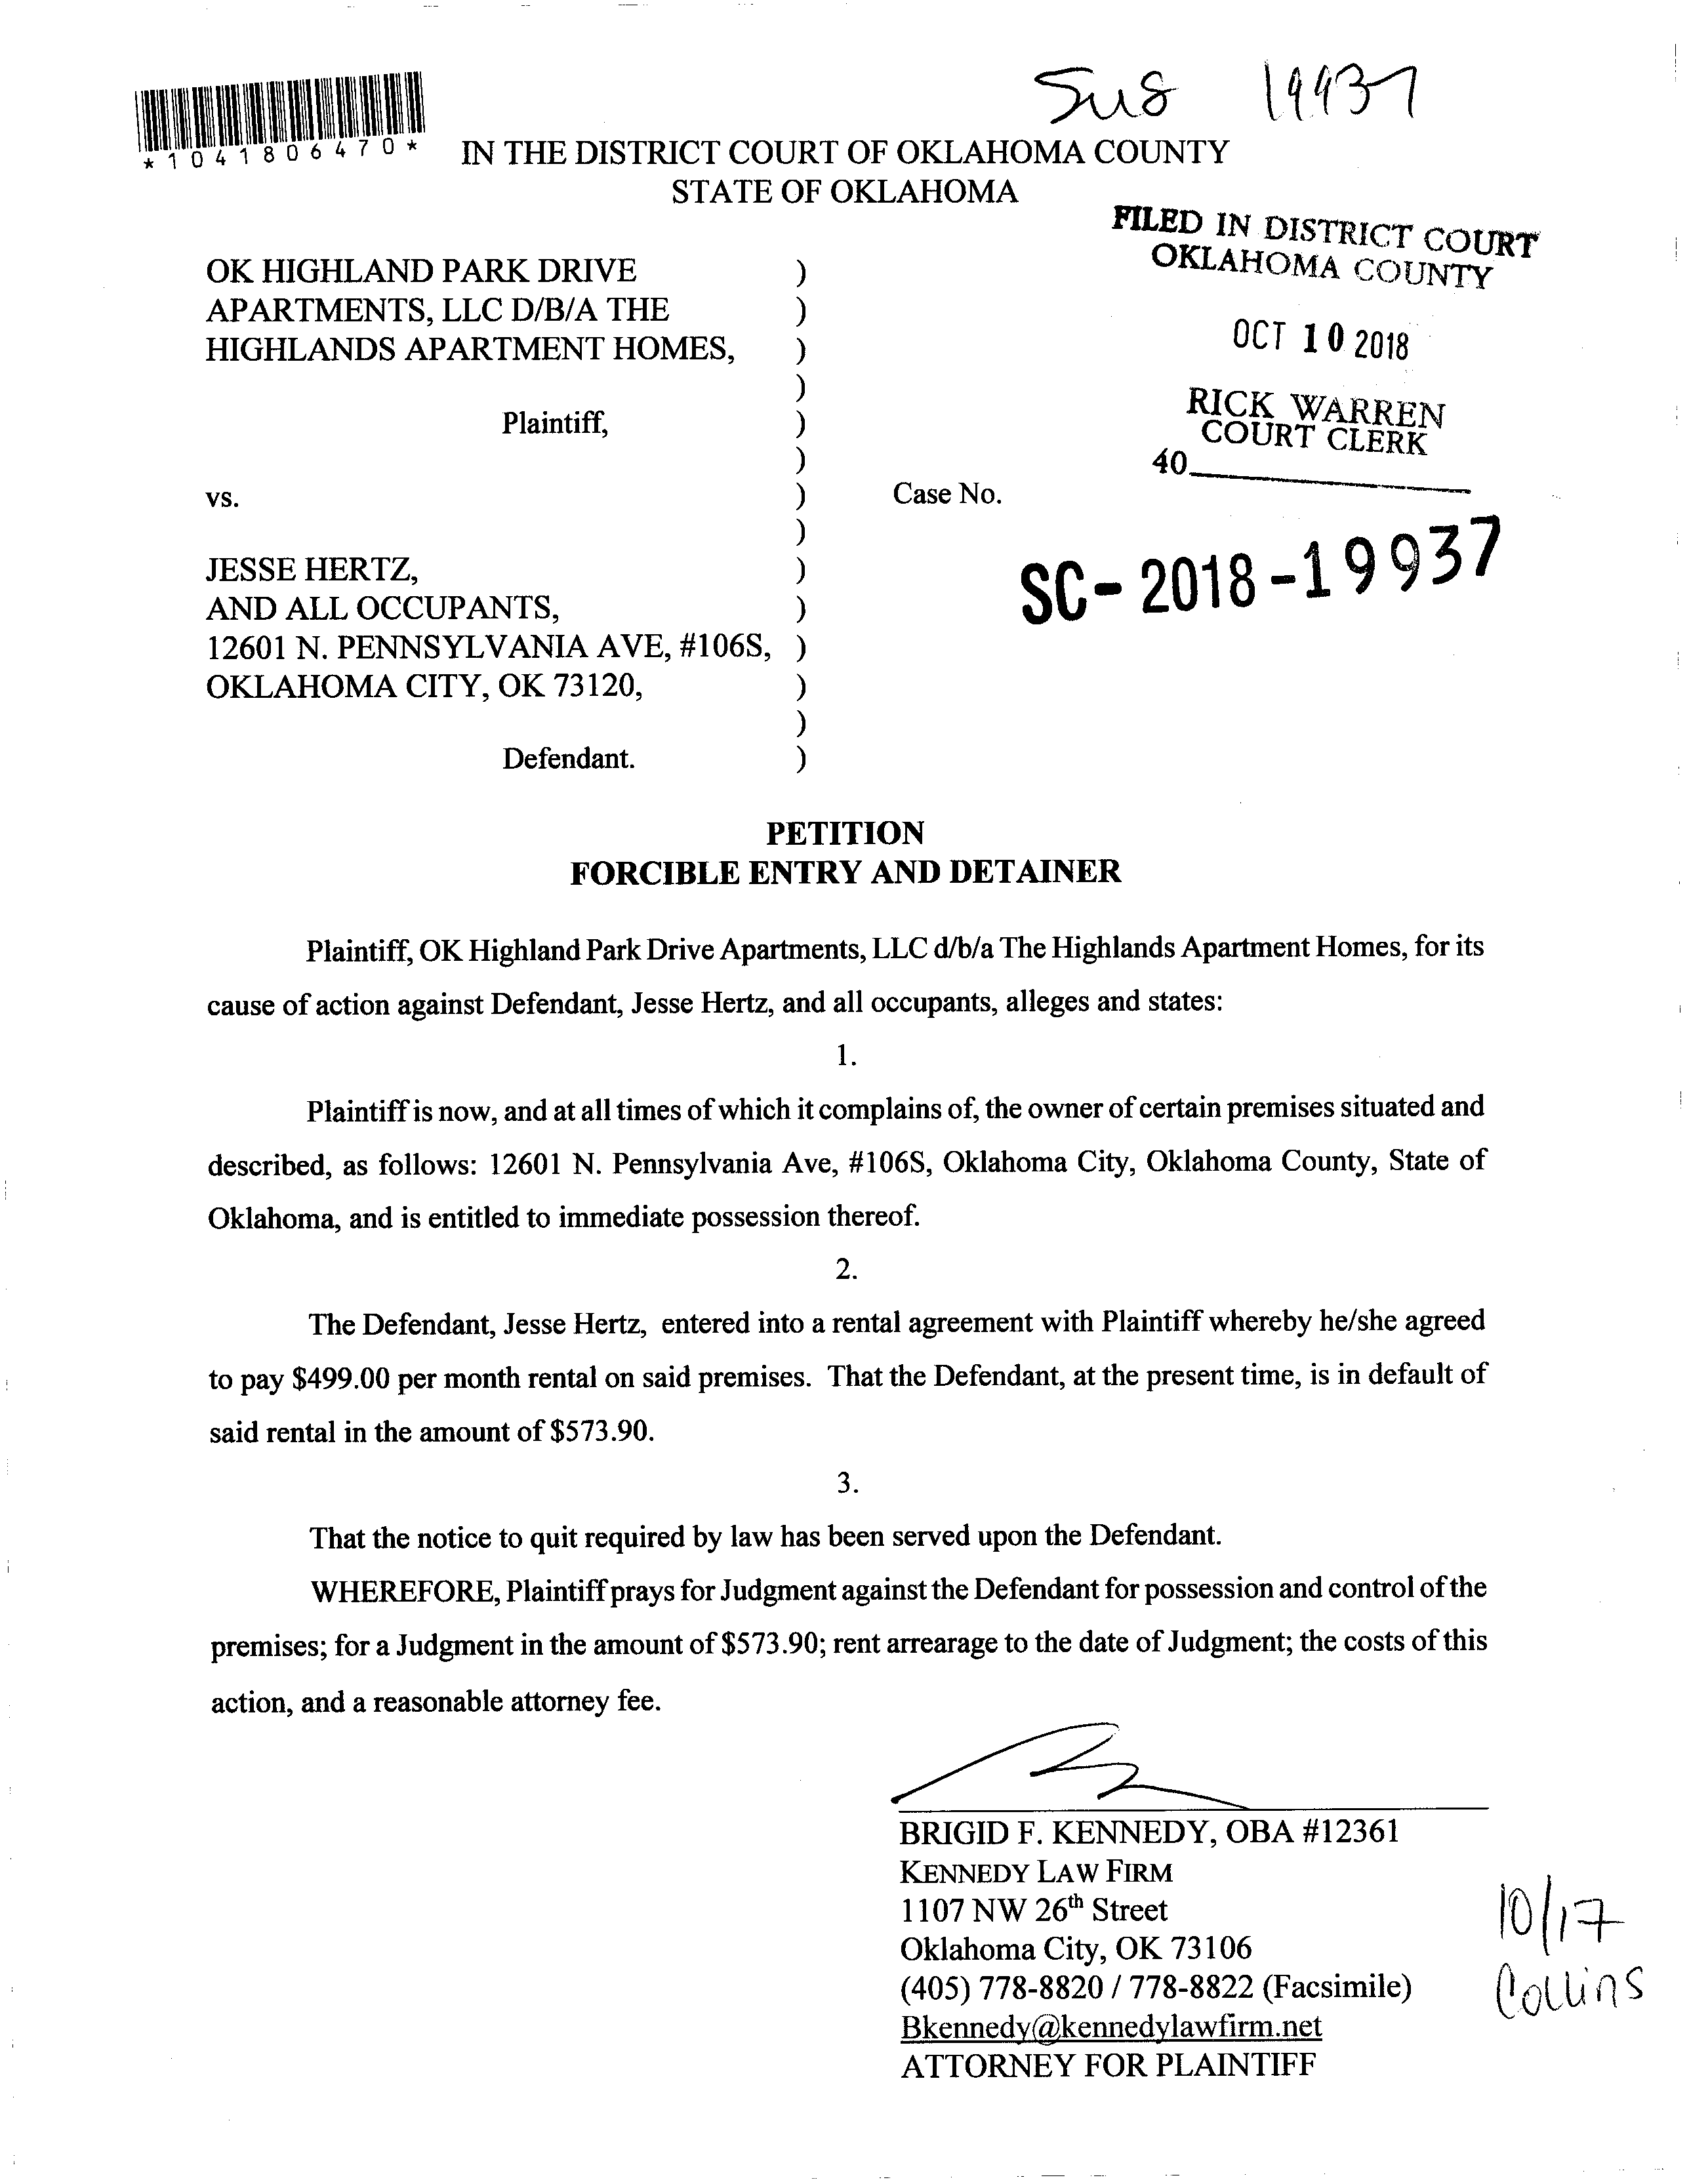 Sus 19937
*1041806470*
IN THE DISTRICT COURT OF OKLAHOMA COUNTY
STATE OF OKLAHOMA
FILED IN DISTRICT COURT
OKLAHOMA COUNTY
OCT 10 2018
RICK WARREN
COURT CLERK
40
OK HIGHLAND PARK DRIVE )
APARTMENTS, LLC D/B/A THE )
HIGHLANDS APARTMENT HOMES, )
)
Plaintiff, )
)
vs. ) Case No.
)
SC-2018-19937
JESSE HERTZ, )
AND ALL OCCUPANTS, )
12601 N. PENNSYLVANIA AVE, #106S, )
OKLAHOMA CITY, OK 73120, )
)
Defendant. )
PETITION
FORCIBLE ENTRY AND DETAINER
Plaintiff, OK Highland Park Drive Apartments, LLC d/b/a The Highlands Apartment Homes, for its
cause of action against Defendant, Jesse Hertz, and all occupants, alleges and states:
1.
Plaintiff is now, and at all times of which it complains of, the owner of certain premises situated and
described, as follows: 12601 N. Pennsylvania Ave, #106S, Oklahoma City, Oklahoma County, State of
Oklahoma, and is entitled to immediate possession thereof.
2.
The Defendant, Jesse Hertz, entered into a rental agreement with Plaintiff whereby he/she agreed
to pay $499.00 per month rental on said premises. That the Defendant, at the present time, is in default of
said rental in the amount of $573.90.
3.
That the notice to quit required by law has been served upon the Defendant.
WHEREFORE, Plaintiff prays for Judgment against the Defendant for possession and control of the
premises; for a Judgment in the amount of $573.90; rent arrearage to the date of Judgment; the costs of this
action, and a reasonable attorney fee.
BRIGID F. KENNEDY, OBA #12361
KENNEDY LAW FIRM
1107 NW 26th Street
Oklahoma City, OK 73106
(405) 778-8820 / 778-8822 (Facsimile)
Bkennedy@kennedylawfirm.net
ATTORNEY FOR PLAINTIFF
10/17
Collins